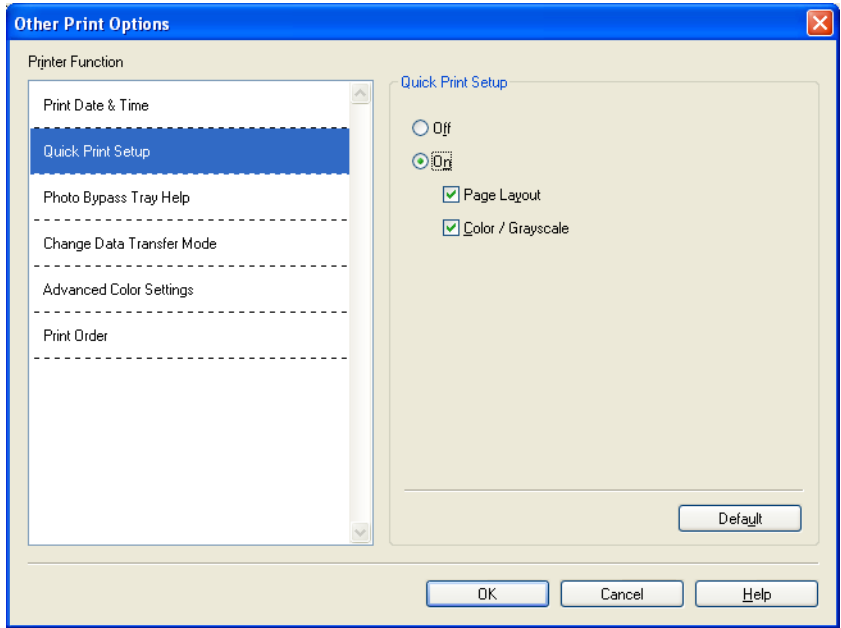 Other Print Options
Printer Function
Print Date & Time
Quick Print Setup
Photo Bypass Tray Help
Change Data Transfer Mode
Advanced Color Settings
Print Order
Quick Print Setup
Off
On
Page Layout
Color / Grayscale
Default
OK Cancel Help